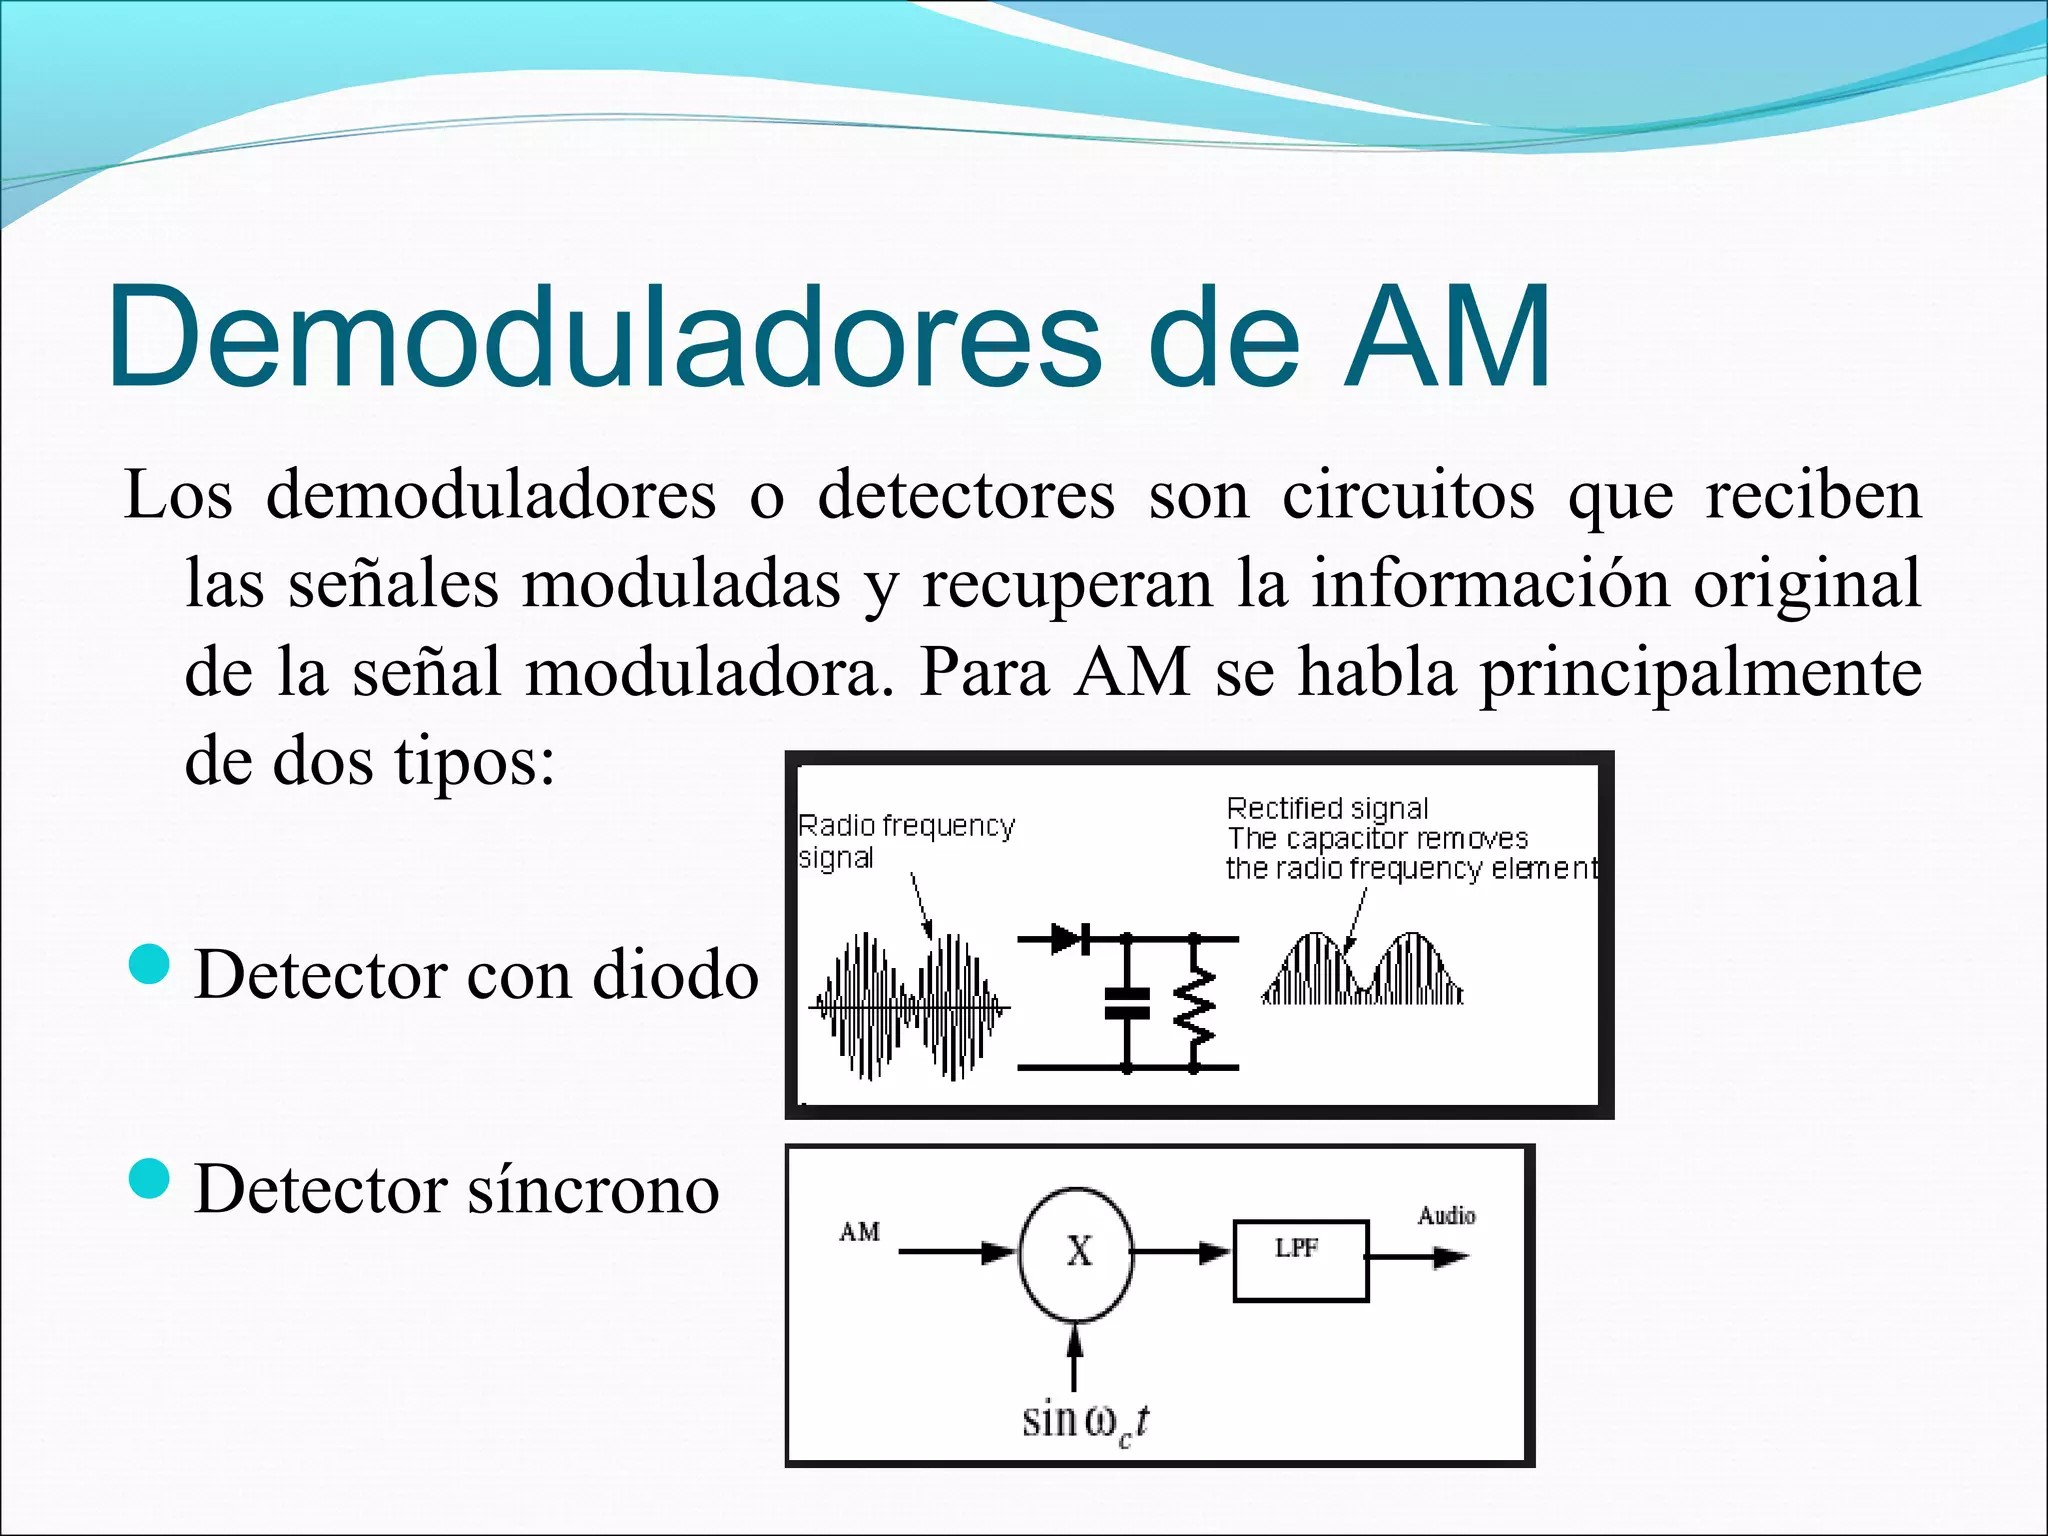 Demoduladores de AM
Los demoduladores o detectores son circuitos que reciben
las señales moduladas y recuperan la información original
de la señal moduladora. Para AM se habla principalmente
de dos tipos:
Radio frequency
signal
Rectified signal
The capacitor removes
the radio frequency element
Detector con diodo
Detector síncrono
AM
X
LPF
Audio
sin ω_c t